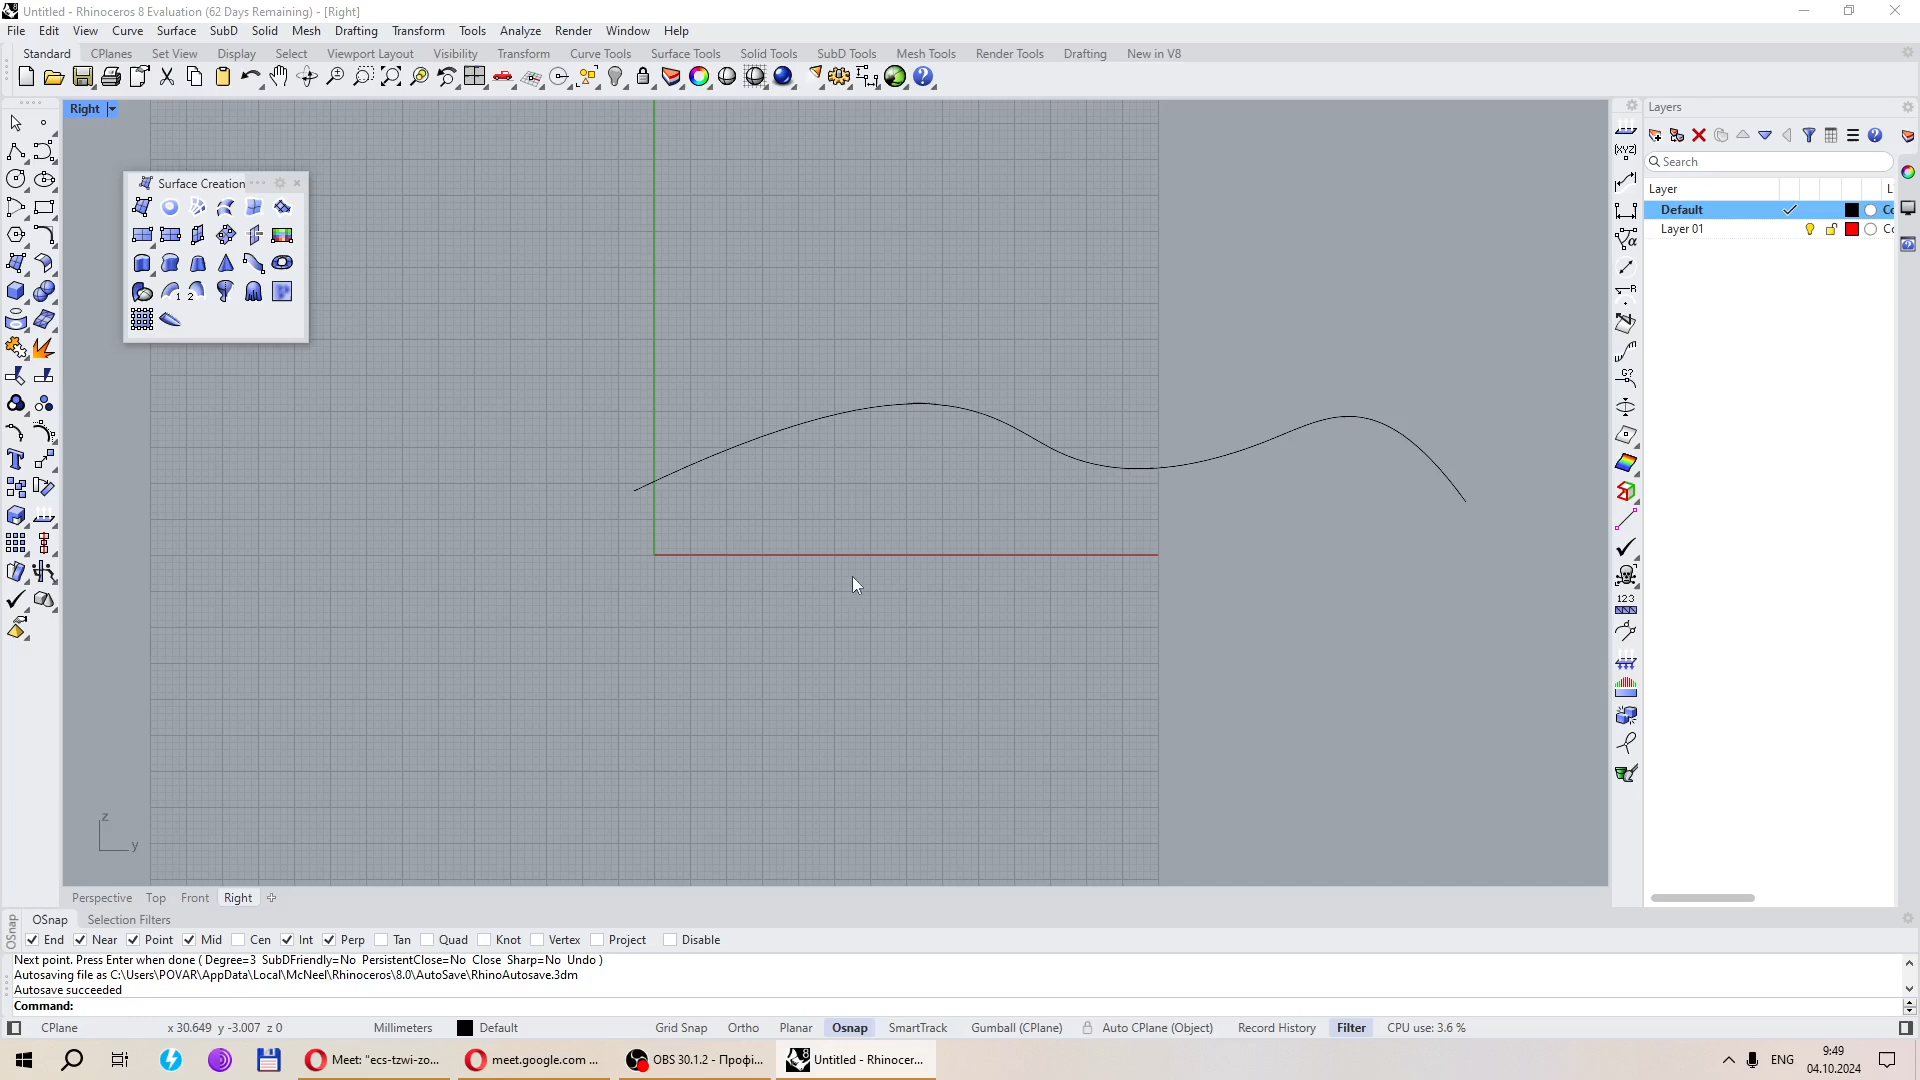 Untitled - Rhinoceros 8 Evaluation (62 Days Remaining) - [Right]
File Edit View Curve Surface SubD Solid Mesh Drafting Transform Tools Analyze Render Window Help
Standard CPlanes Set View Display Select Viewport Layout Visibility Transform Curve Tools Surface Tools Solid Tools SubD Tools Mesh Tools Render Tools Drafting New in V8
Right
Layers
Search
Layer L
Default Co
Layer 01 Co
Surface Creation
1 2
(XYZ)
R
G?
123
z
y
Perspective Top Front Right
OSnap
OSnap Selection Filters
End Near Point Mid Cen Int Perp Tan Quad Knot Vertex Project Disable
Next point. Press Enter when done ( Degree=3 SubDFriendly=No PersistentClose=No Close Sharp=No Undo )
Autosaving file as C:\Users\POVAR\AppData\Local\McNeel\Rhinoceros\8.0\AutoSave\RhinoAutosave.3dm
Autosave succeeded
Command:
CPlane x 30.649 y -3.007 z 0 Millimeters Default Grid Snap Ortho Planar Osnap SmartTrack Gumball (CPlane) Auto CPlane (Object) Record History Filter CPU use: 3.6 %
Meet: "ecs-tzwi-zo... meet.google.com ... OBS 30.1.2 - Профі... Untitled - Rhinocer... ENG 9:49
04.10.2024